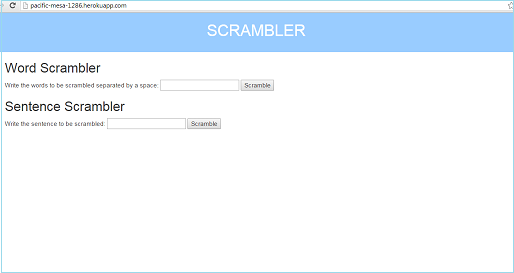 pacific-mesa-1286.herokuapp.com
SCRAMBLER
Word Scrambler
Write the words to be scrambled separated by a space: Scramble
Sentence Scrambler
Write the sentence to be scrambled: Scramble